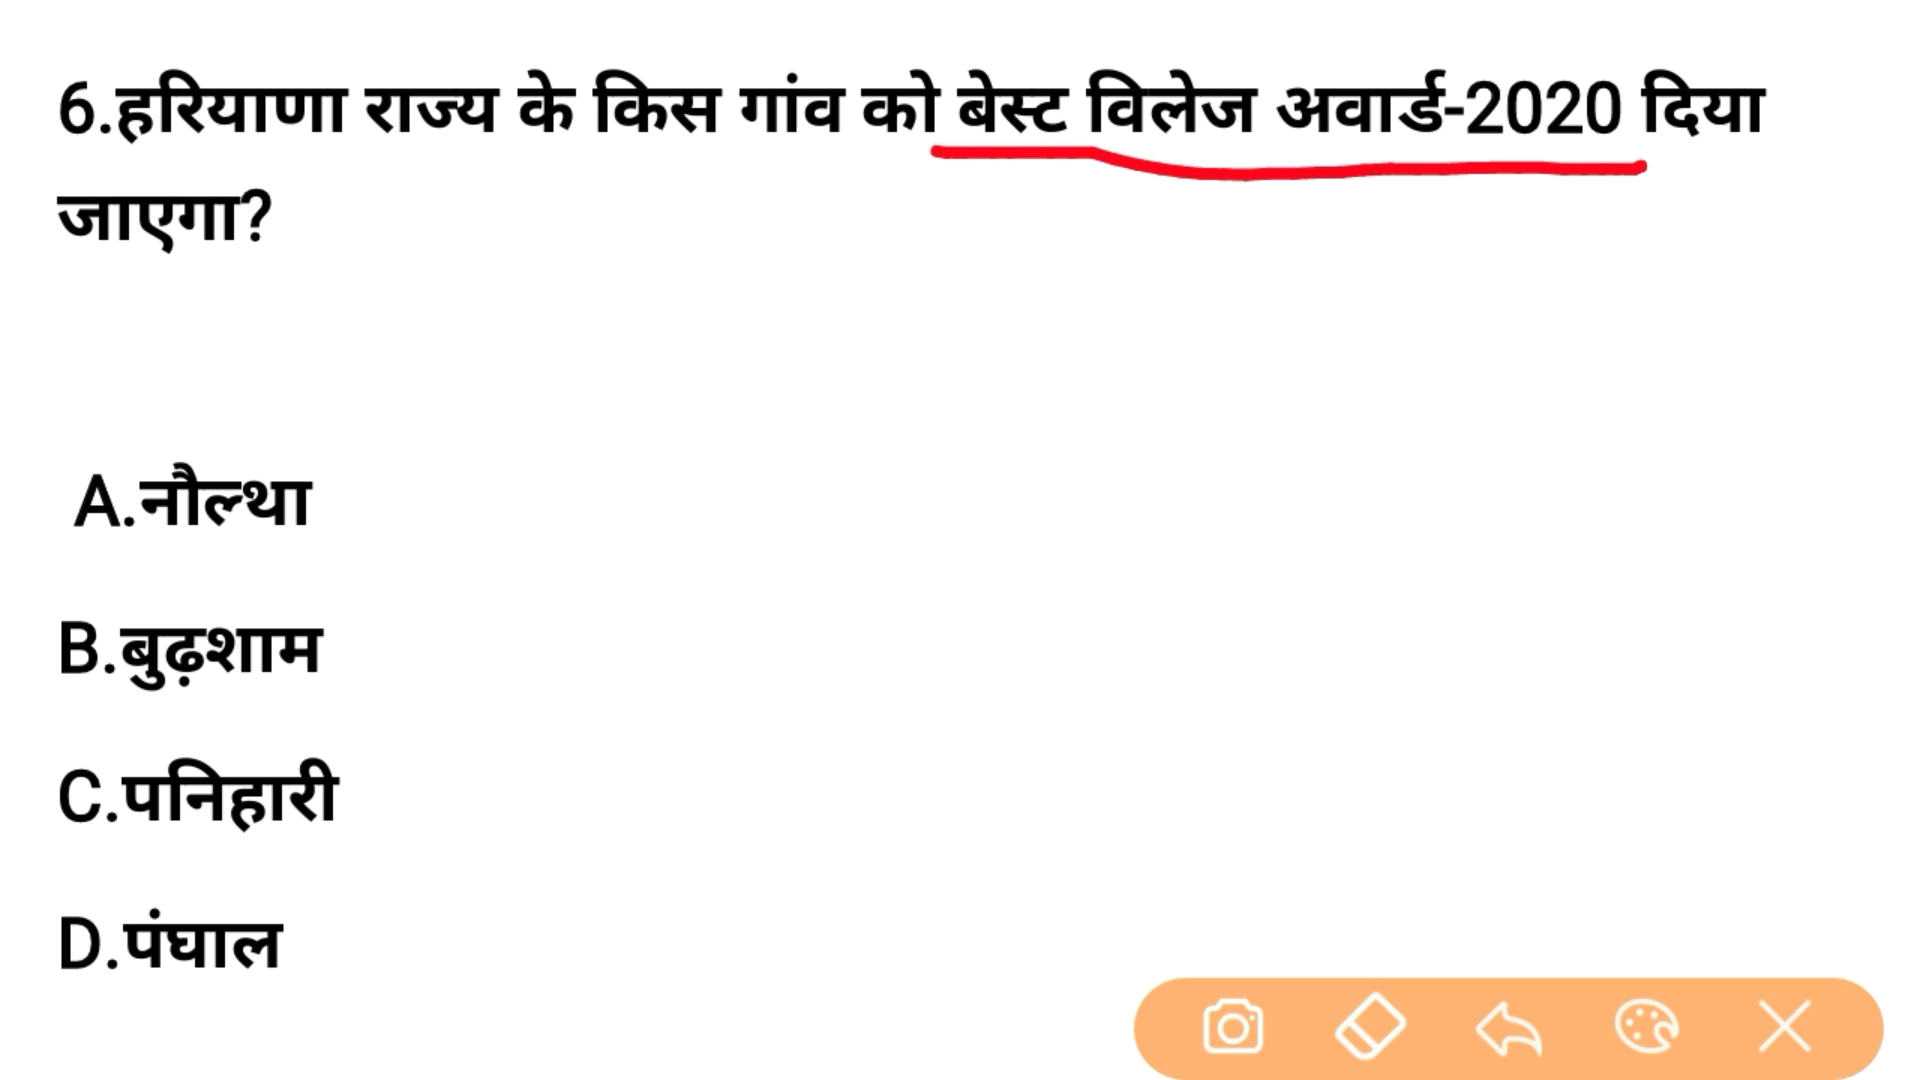 6.हरियाणा राज्य के किस गांव को बेस्ट विलेज अवार्ड-2020 दिया
जाएगा?
A.नौल्था
B.बुढ़शाम
C.पनिहारी
D.पंघाल